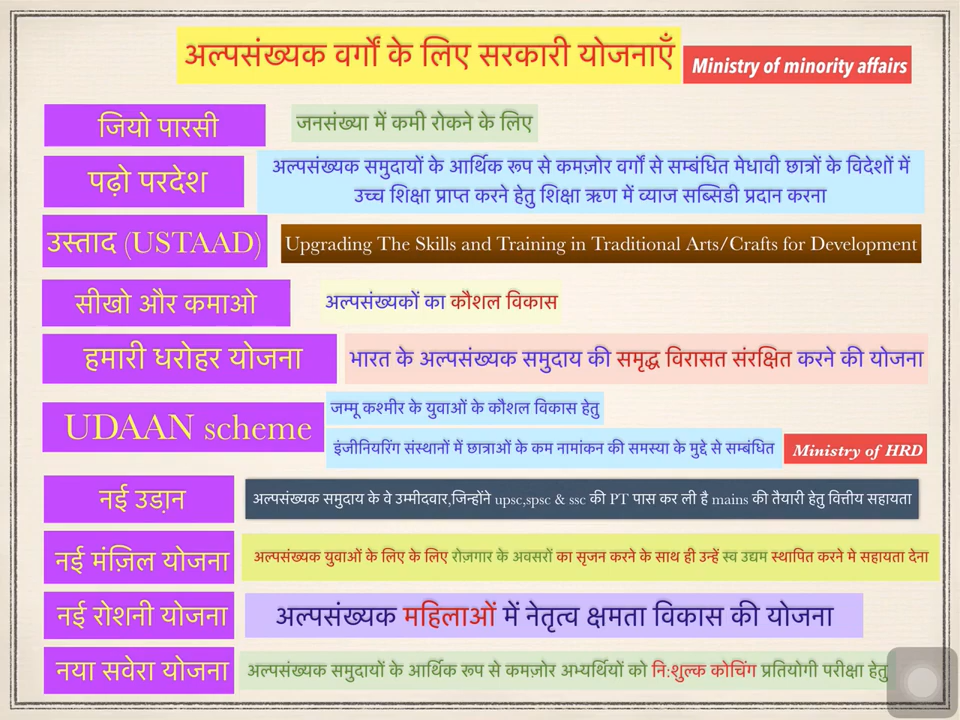 अल्पसंख्यक वर्गों के लिए सरकारी योजनाएँ
Ministry of minority affairs
जियो पारसी
जनसंख्या में कमी रोकने के लिए
पढ़ो परदेश
अल्पसंख्यक समुदायों के आर्थिक रूप से कमज़ोर वर्गों से सम्बंधित मेधावी छात्रों के विदेशों में
उच्च शिक्षा प्राप्त करने हेतु शिक्षा ऋण में व्याज सब्सिडी प्रदान करना
उस्ताद (USTAAD)
Upgrading The Skills and Training in Traditional Arts/Crafts for Development
सीखो और कमाओ
अल्पसंख्यकों का कौशल विकास
हमारी धरोहर योजना
भारत के अल्पसंख्यक समुदाय की समृद्ध विरासत संरक्षित करने की योजना
UDAAN scheme
जम्मू कश्मीर के युवाओं के कौशल विकास हेतु
इंजीनियरिंग संस्थानों में छात्राओं के कम नामांकन की समस्या के मुद्दे से सम्बंधित
Ministry of HRD
नई उड़ान
अल्पसंख्यक समुदाय के वे उम्मीदवार,जिन्होंने upsc,spsc & ssc की PT पास कर ली है mains की तैयारी हेतु वित्तीय सहायता
नई मंज़िल योजना
अल्पसंख्यक युवाओं के लिए के लिए रोज़गार के अवसरों का सृजन करने के साथ ही उन्हें स्व उद्यम स्थापित करने मे सहायता देना
नई रोशनी योजना
अल्पसंख्यक महिलाओं में नेतृत्व क्षमता विकास की योजना
नया सवेरा योजना
अल्पसंख्यक समुदायों के आर्थिक रूप से कमज़ोर अभ्यर्थियों को नि:शुल्क कोचिंग प्रतियोगी परीक्षा हेतु